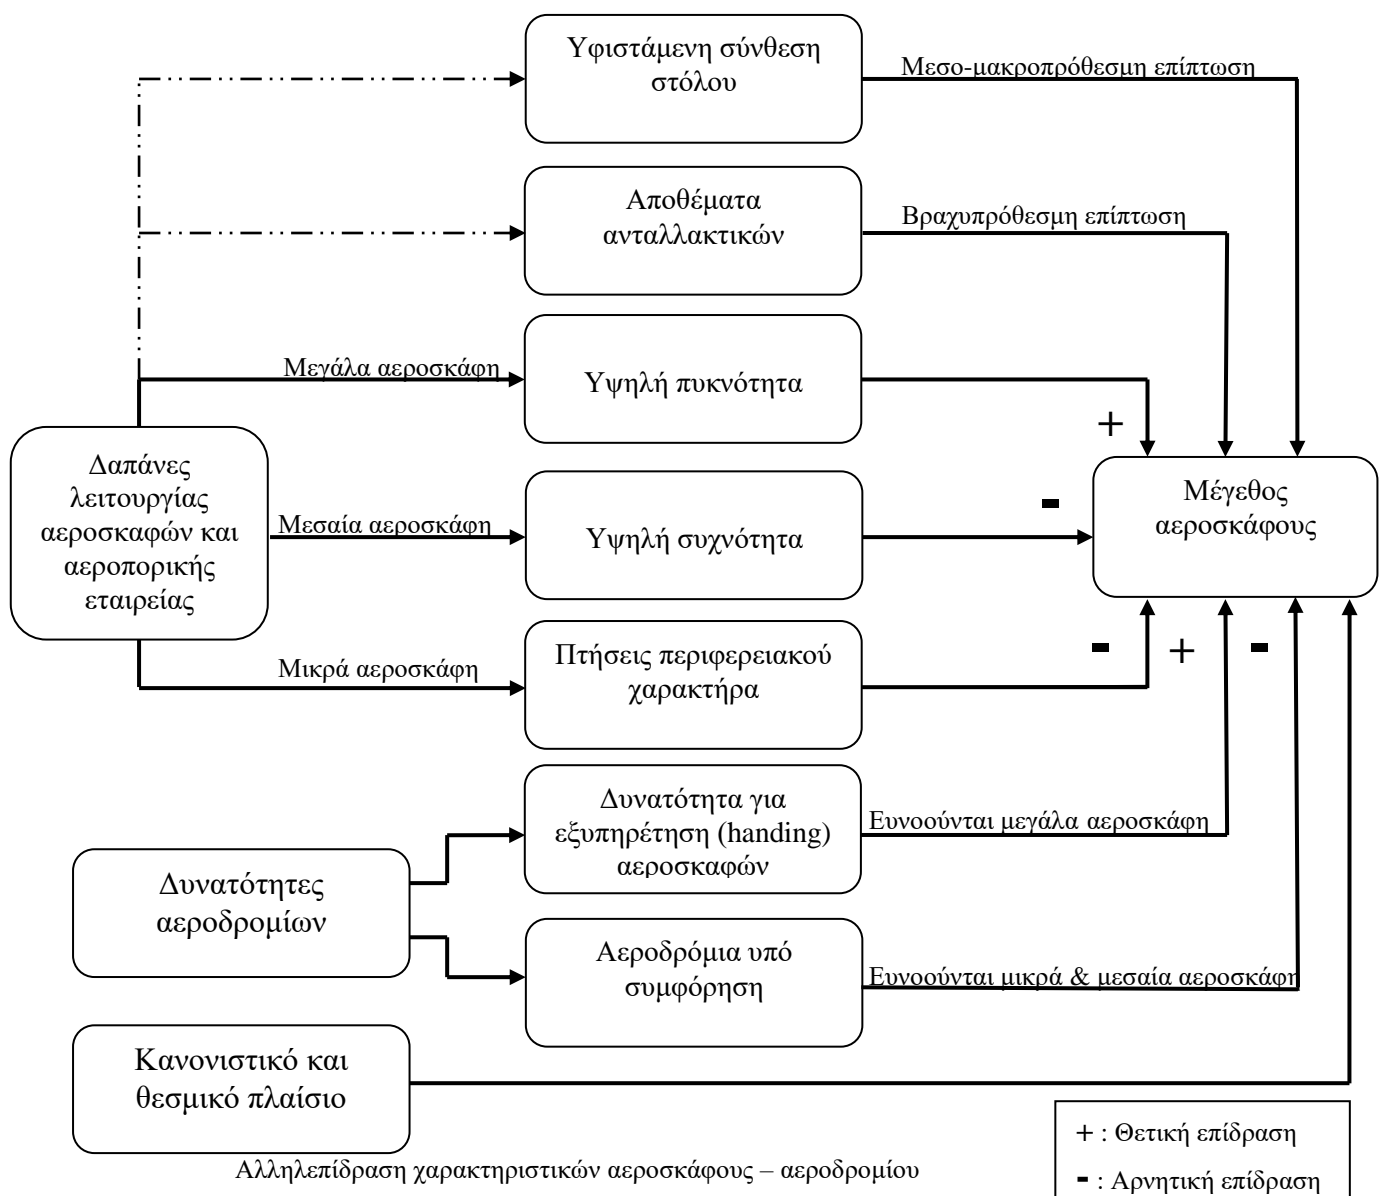 Υφιστάμενη σύνθεση
στόλου
Μεσο-μακροπρόθεσμη επίπτωση
Αποθέματα
ανταλλακτικών
Βραχυπρόθεσμη επίπτωση
Μεγάλα αεροσκάφη
Υψηλή πυκνότητα
+
Δαπάνες
λειτουργίας
αεροσκαφών και
αεροπορικής
εταιρείας
Μεσαία αεροσκάφη
Υψηλή συχνότητα
-
Μέγεθος
αεροσκάφους
Μικρά αεροσκάφη
Πτήσεις περιφερειακού
χαρακτήρα
- + -
Δυνατότητα για
εξυπηρέτηση (handing)
αεροσκαφών
Ευνοούνται μεγάλα αεροσκάφη
Δυνατότητες
αεροδρομίων
Αεροδρόμια υπό
συμφόρηση
Ευνοούνται μικρά & μεσαία αεροσκάφη
Κανονιστικό και
θεσμικό πλαίσιο
+ : Θετική επίδραση
- : Αρνητική επίδραση
Αλληλεπίδραση χαρακτηριστικών αεροσκάφους – αεροδρομίου